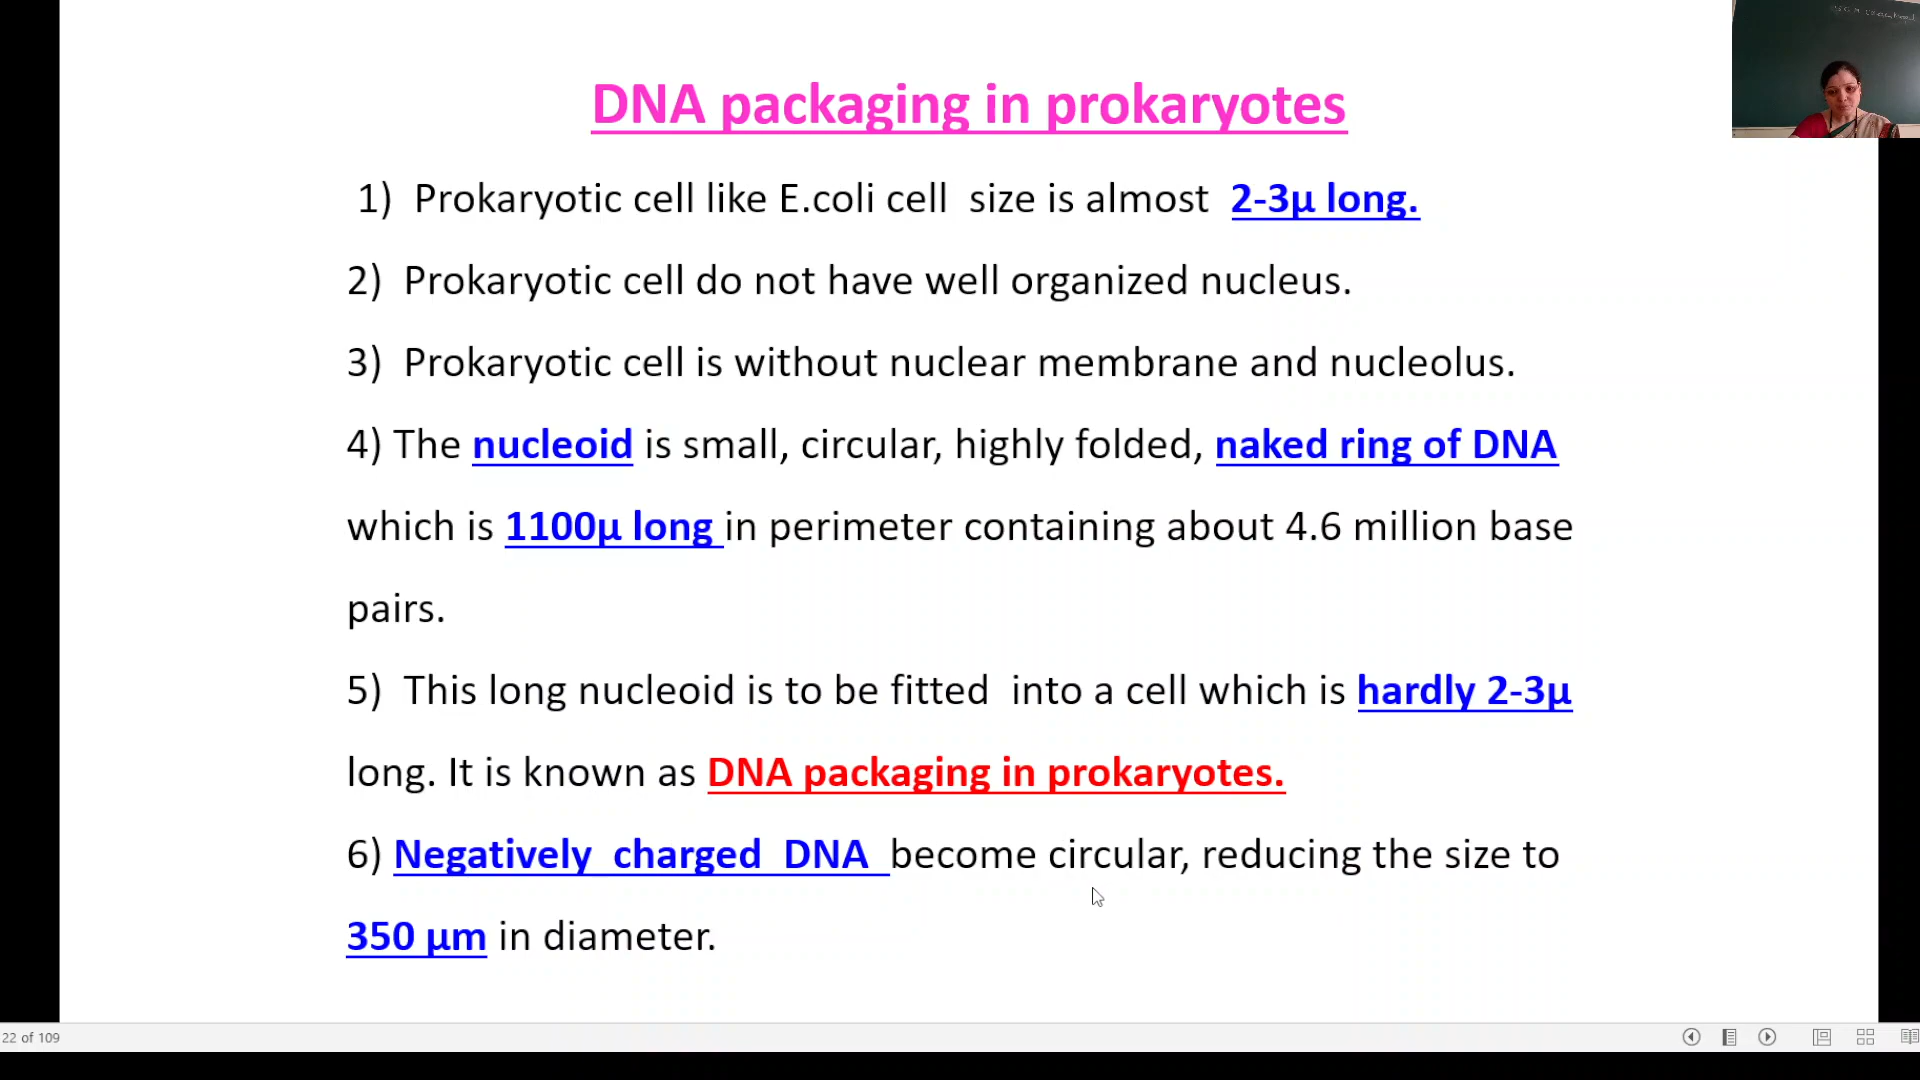 DNA packaging in prokaryotes
1) Prokaryotic cell like E.coli cell size is almost 2-3µ long.
2) Prokaryotic cell do not have well organized nucleus.
3) Prokaryotic cell is without nuclear membrane and nucleolus.
4) The nucleoid is small, circular, highly folded, naked ring of DNA
which is 1100µ long in perimeter containing about 4.6 million base
pairs.
5) This long nucleoid is to be fitted into a cell which is hardly 2-3µ
long. It is known as DNA packaging in prokaryotes.
6) Negatively charged DNA become circular, reducing the size to
350 µm in diameter.
22 of 109